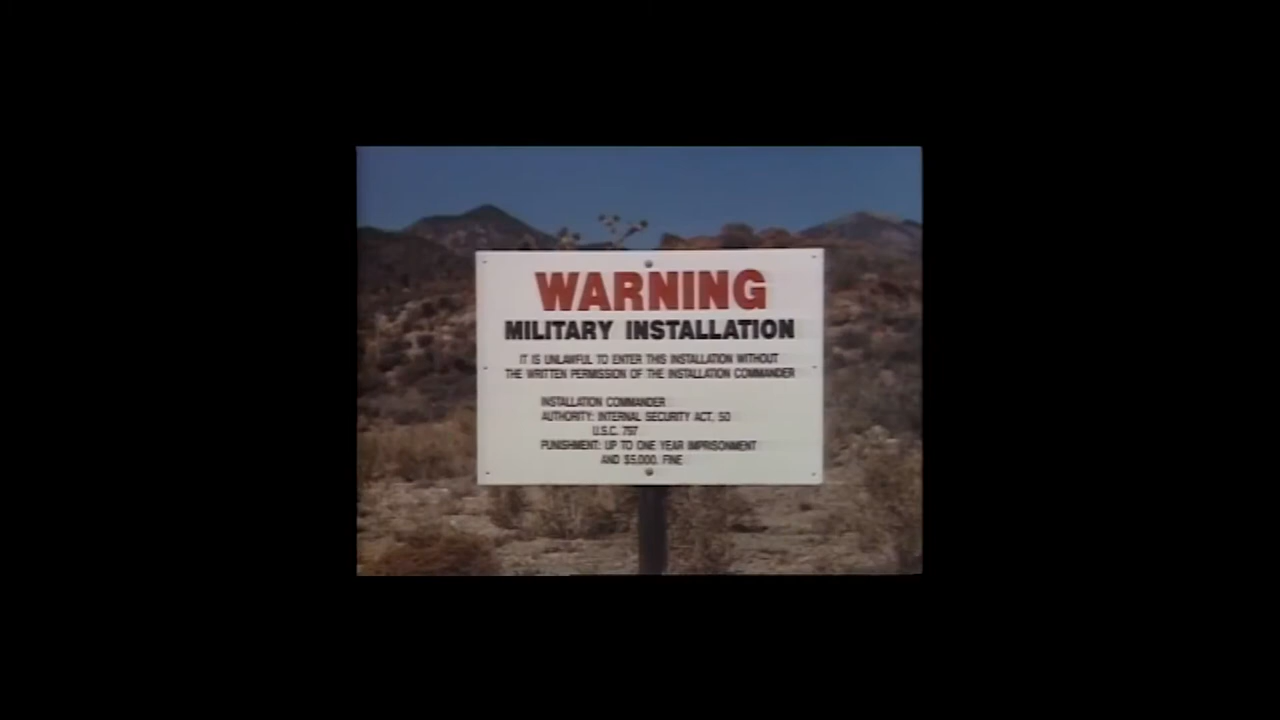 WARNING
MILITARY INSTALLATION
IT IS UNLAWFUL TO ENTER THIS INSTALLATION WITHOUT
THE WRITTEN PERMISSION OF THE INSTALLATION COMMANDER
INSTALLATION COMMANDER
AUTHORITY: INTERNAL SECURITY ACT, 50
U.S.C. 797
PUNISHMENT: UP TO ONE YEAR IMPRISONMENT
AND $5,000. FINE